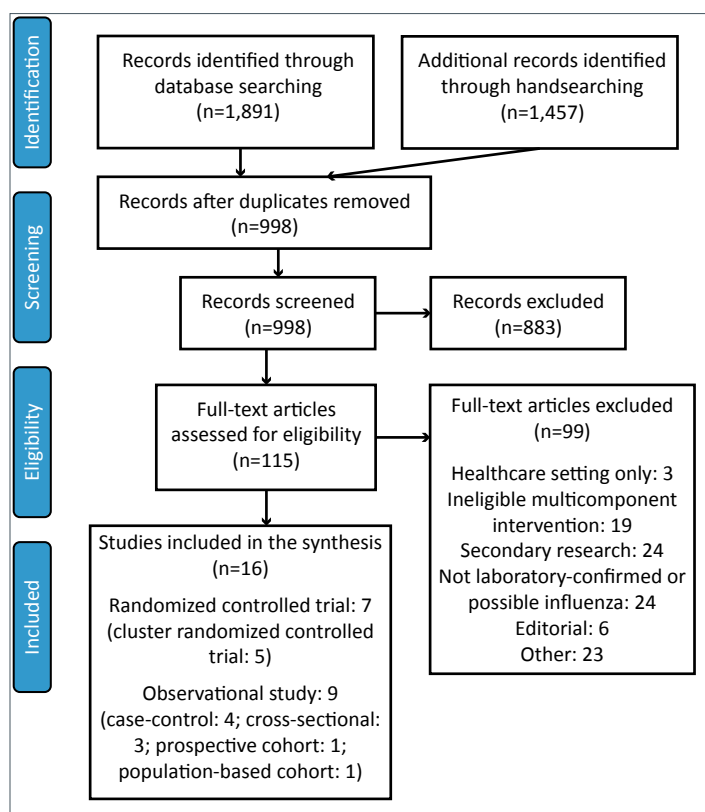 Identification
Records identified through
database searching
(n=1,891)
Additional records identified
through handsearching
(n=1,457)
Screening
Records after duplicates removed
(n=998)
Records screened
(n=998)
Records excluded
(n=883)
Eligibility
Full-text articles
assessed for eligibility
(n=115)
Full-text articles excluded
(n=99)
Healthcare setting only: 3
Ineligible multicomponent
intervention: 19
Secondary research: 24
Not laboratory-confirmed or
possible influenza: 24
Editorial: 6
Other: 23
Included
Studies included in the synthesis
(n=16)
Randomized controlled trial: 7
(cluster randomized controlled
trial: 5)
Observational study: 9
(case-control: 4; cross-sectional:
3; prospective cohort: 1;
population-based cohort: 1)